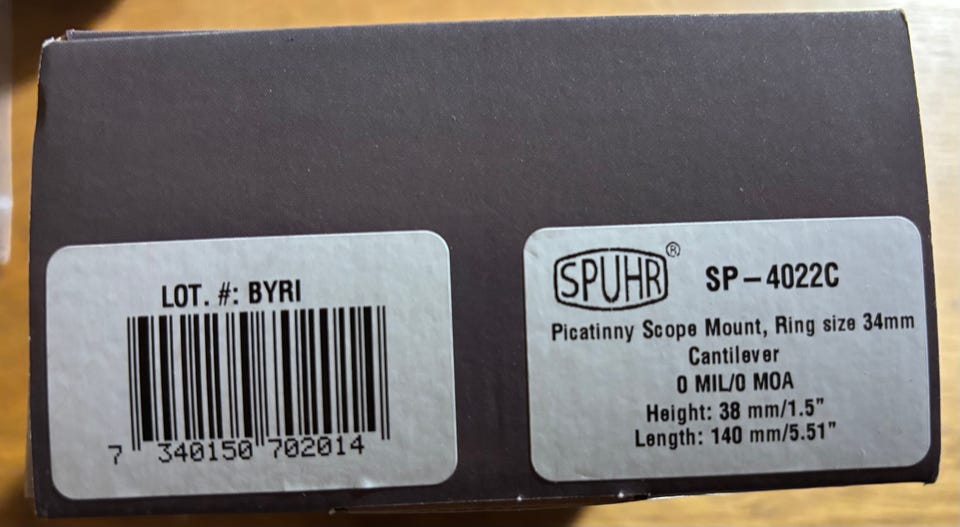 LOT. #: BYRI
7 340150 702014
SPUHR® SP-4022C
Picatinny Scope Mount, Ring size 34mm
Cantilever
0 MIL/0 MOA
Height: 38 mm/1.5”
Length: 140 mm/5.51”